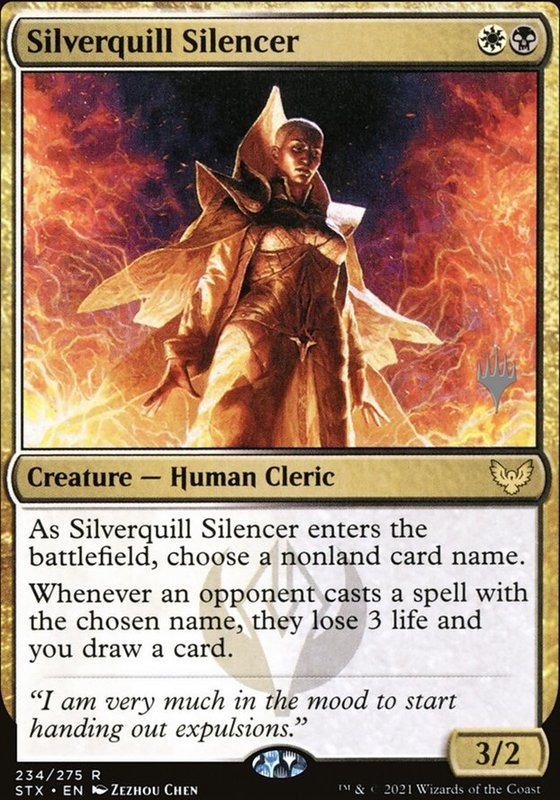 Silverquill Silencer
Creature — Human Cleric
As Silverquill Silencer enters the
battlefield, choose a nonland card name.
Whenever an opponent casts a spell with
the chosen name, they lose 3 life and
you draw a card.
“I am very much in the mood to start
handing out expulsions.”
3/2
234/275 R
STX • EN Zezhou Chen
™ & © 2021 Wizards of the Coast